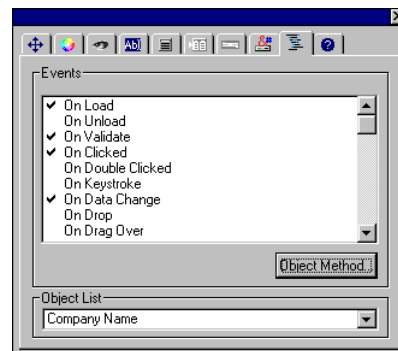 Abl
Events
On Load
On Unload
On Validate
On Clicked
On Double Clicked
On Keystroke
On Data Change
On Drop
On Drag Over
Object Method...
Object List
Company Name